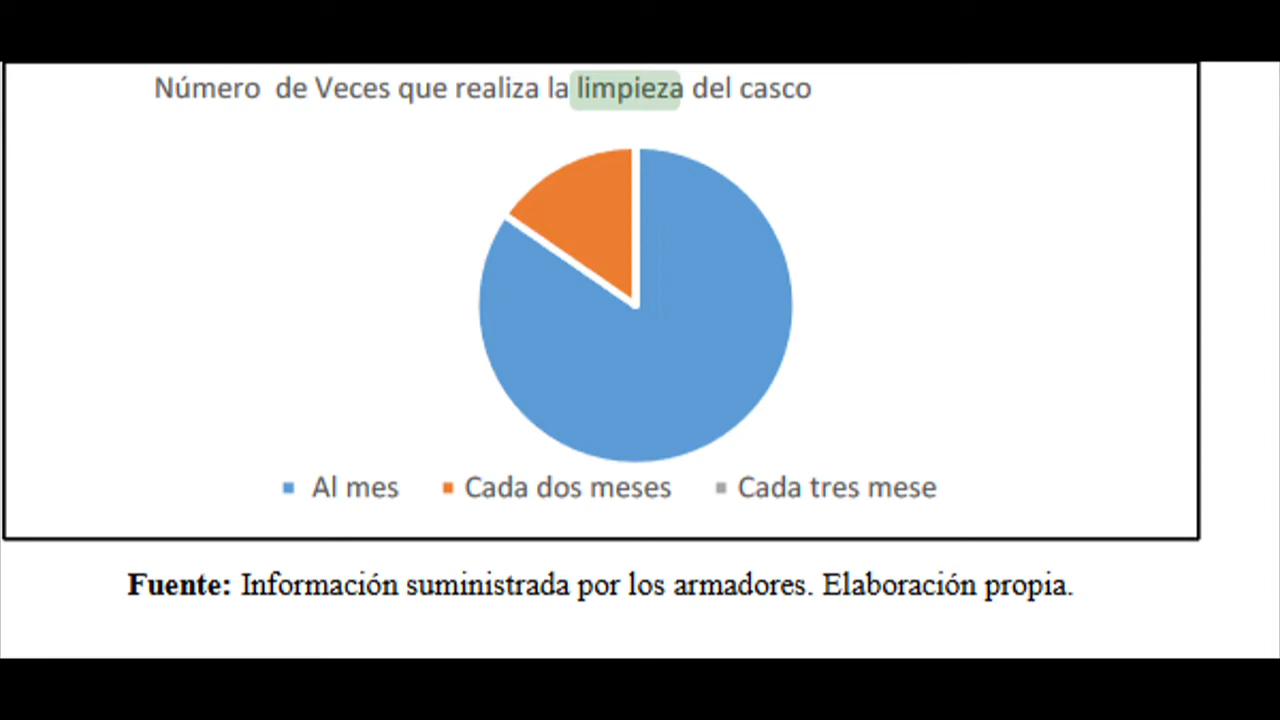 Número de Veces que realiza la limpieza del casco
Al mes Cada dos meses Cada tres mese
Fuente: Información suministrada por los armadores. Elaboración propia.